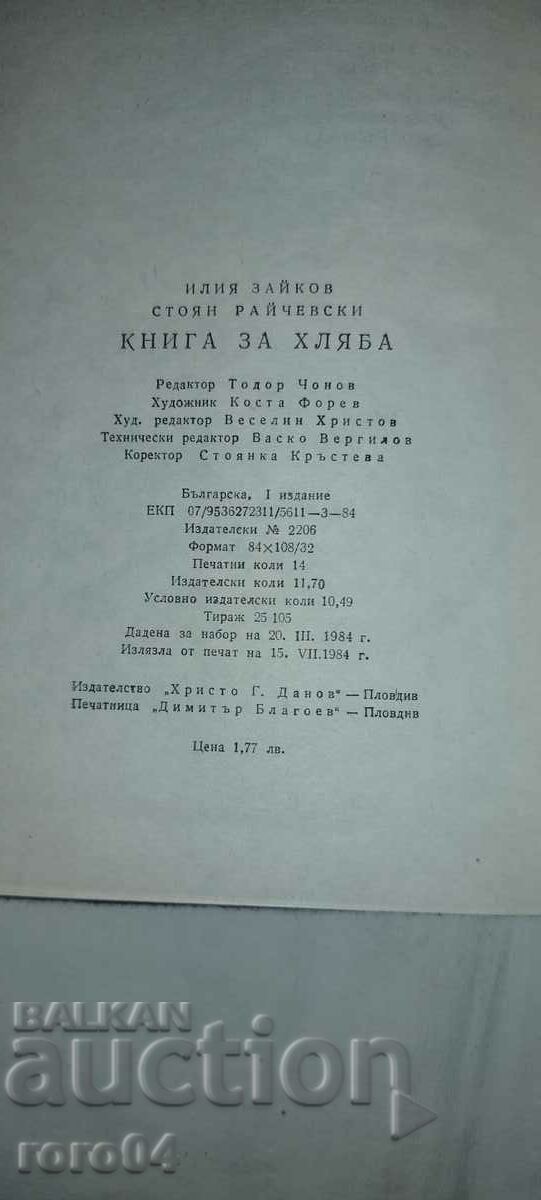 ИЛИЯ ЗАЙКОВ
СТОЯН РАЙЧЕВСКИ
КНИГА ЗА ХЛЯБА
Редактор Тодор Чонов
Художник Коста Форев
Худ. редактор Веселин Христов
Технически редактор Васко Вергилов
Коректор Стоянка Кръстева
Българска, I издание
ЕКП 07/9536272311/5611—3—84
Издателски № 2206
Формат 84×108/32
Печатни коли 14
Издателски коли 11,70
Условно издателски коли 10,49
Тираж 25 105
Дадена за набор на 20. III. 1984 г.
Излязла от печат на 15. VII.1984 г.
Издателство „Христо Г. Данов“ — Пловдив
Печатница „Димитър Благоев“ — Пловдив
Цена 1,77 лв.
BALKAN
auction
roro04